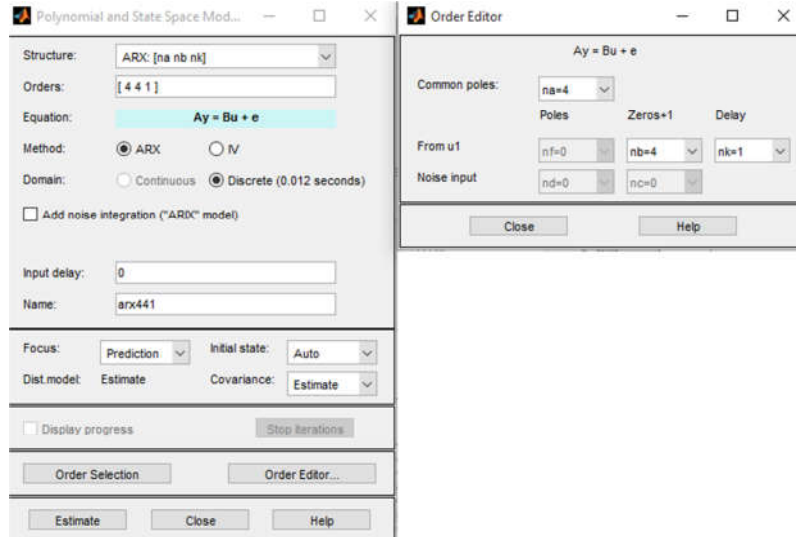 Polynomial and State Space Mod...
Structure: ARX: [na nb nk]
Orders: [ 4 4 1 ]
Equation: Ay = Bu + e
Method: ARX IV
Domain: Continuous Discrete (0.012 seconds)
Add noise integration ("ARIX" model)
Input delay: 0
Name: arx441
Focus: Prediction Initial state: Auto
Dist.model: Estimate Covariance: Estimate
Display progress Stop Iterations
Order Selection Order Editor...
Estimate Close Help
Order Editor
Ay = Bu + e
Common poles: na=4
Poles Zeros+1 Delay
From u1 nf=0 nb=4 nk=1
Noise input nd=0 nc=0
Close Help